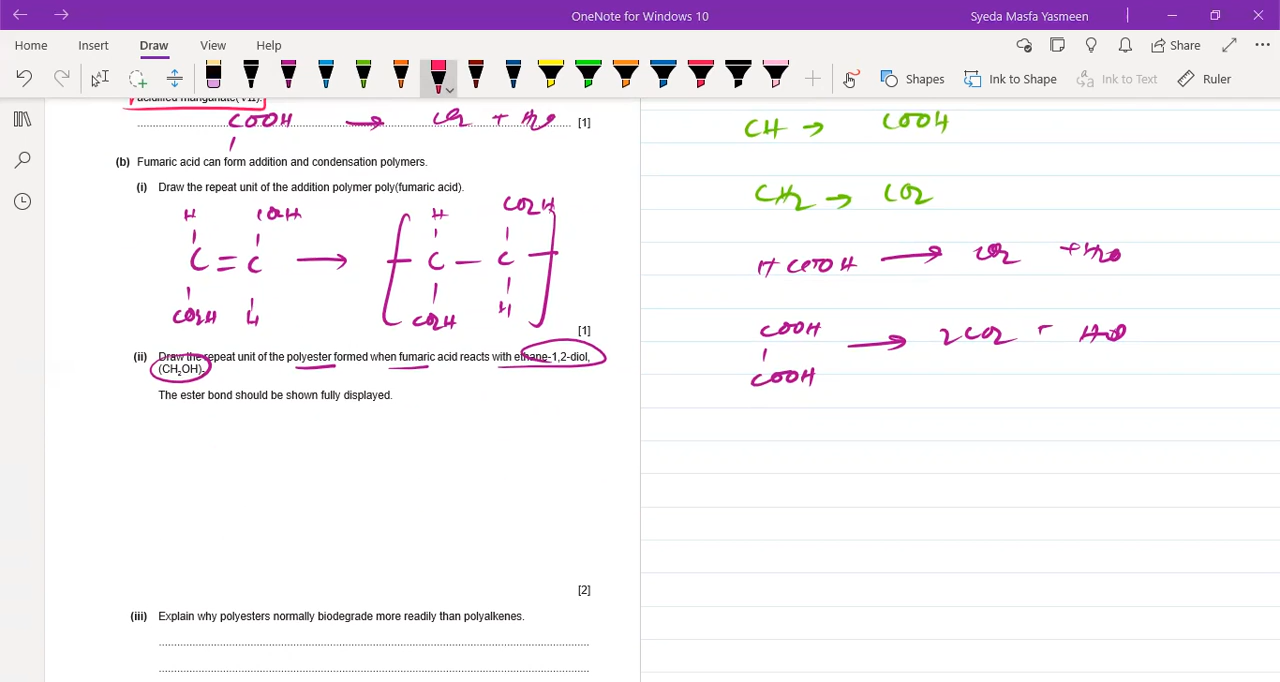 OneNote for Windows 10
Syeda Masfa Yasmeen
Home Insert Draw View Help
Share
Shapes Ink to Shape Ink to Text Ruler
acidified manganate(VII).
COOH → CO2 + H2O [1]
(b) Fumaric acid can form addition and condensation polymers.
(i) Draw the repeat unit of the addition polymer poly(fumaric acid).
H CO2H H CO2H
C = C → C – C
CO2H H CO2H H
[1]
(ii) Draw the repeat unit of the polyester formed when fumaric acid reacts with ethane-1,2-diol,
(CH2OH)2.
The ester bond should be shown fully displayed.
[2]
(iii) Explain why polyesters normally biodegrade more readily than polyalkenes.
CH → COOH
CH2 → CO2
HCOOH → CO2 + H2O
COOH → 2CO2 + H2O
COOH